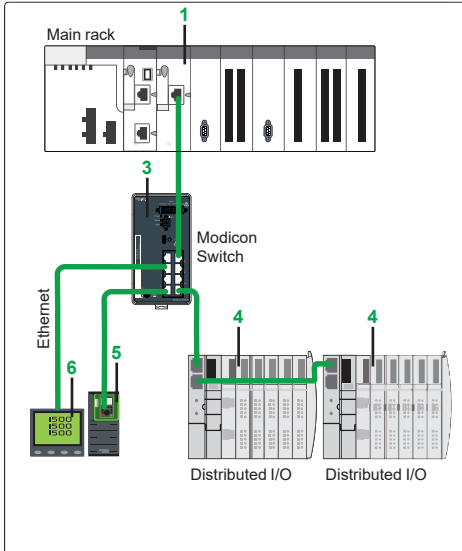 1
Main rack
3
Modicon
Switch
Ethernet
4
4
5
6
1500
1500
1500
Distributed I/O
Distributed I/O